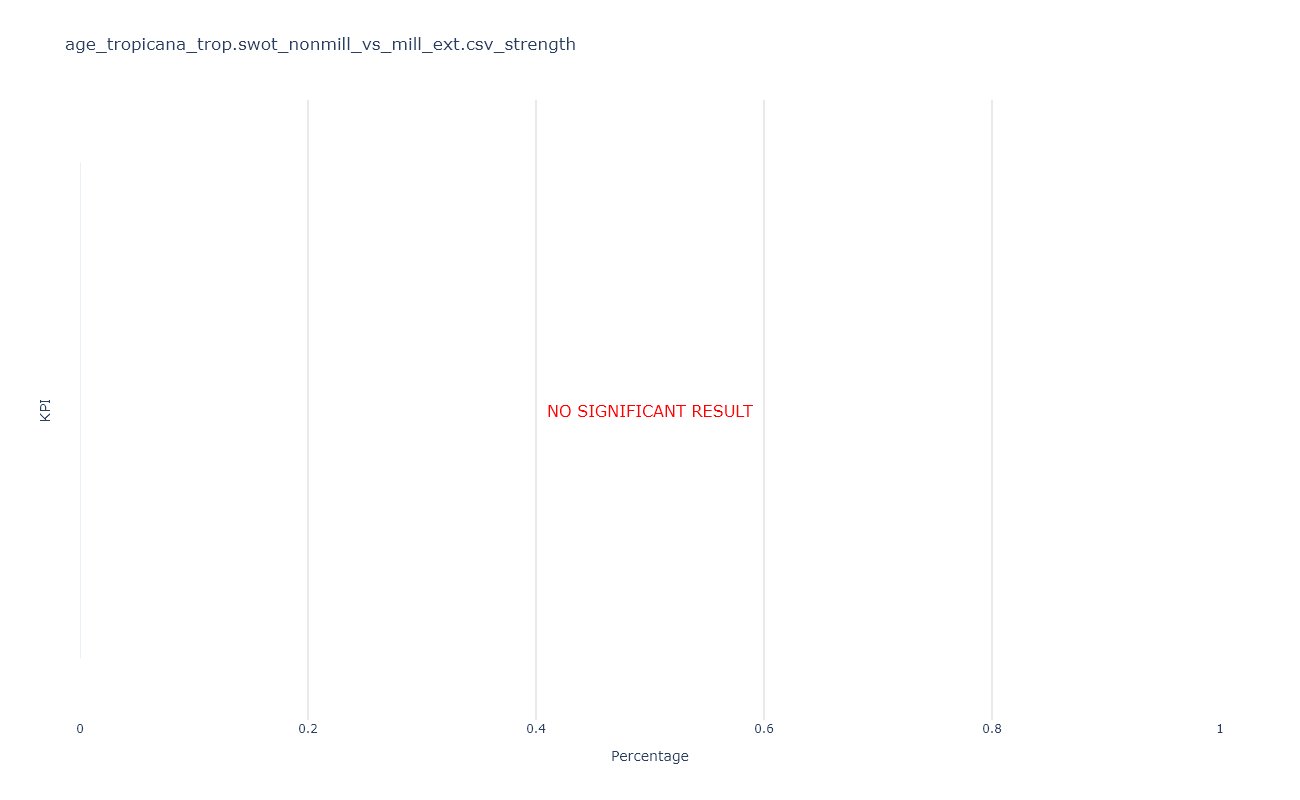 age_tropicana_trop.swot_nonmill_vs_mill_ext.csv_strength
KPI
NO SIGNIFICANT RESULT
0
0.2
0.4
0.6
0.8
1
Percentage